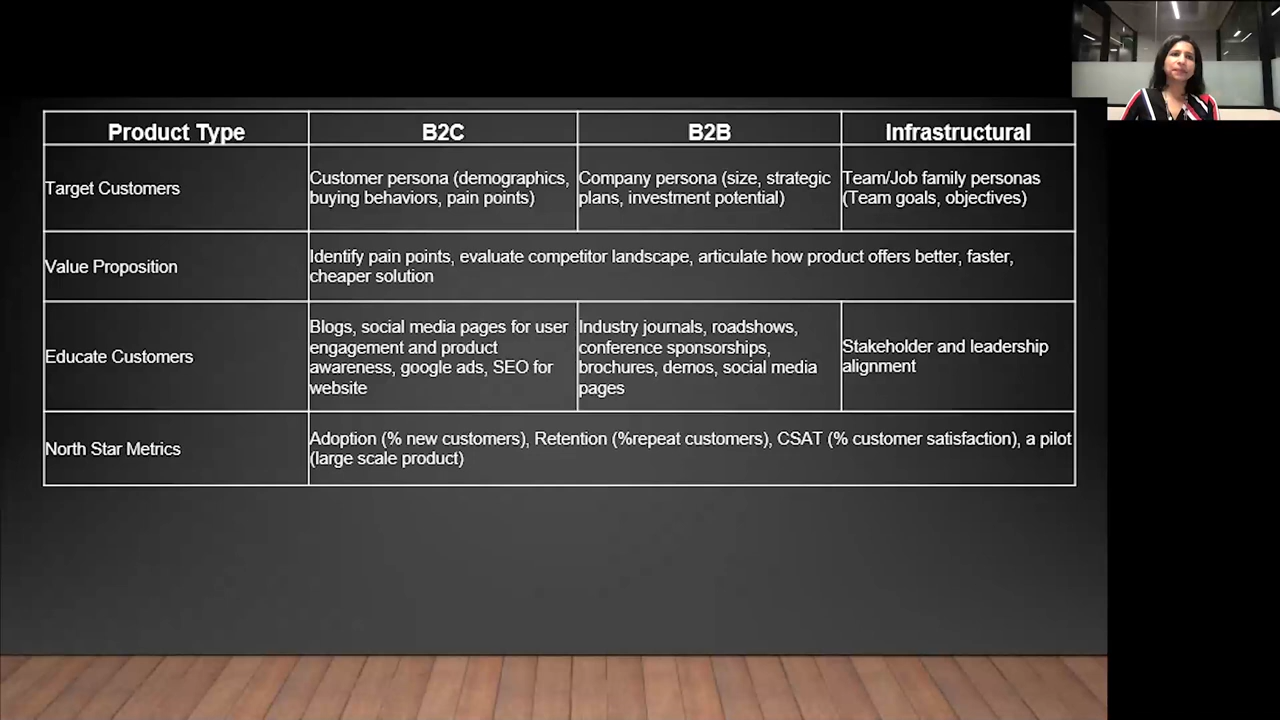 Product Type B2C B2B Infrastructural
Target Customers
Customer persona (demographics,
buying behaviors, pain points)
Company persona (size, strategic
plans, investment potential)
Team/Job family personas
(Team goals, objectives)
Value Proposition
Identify pain points, evaluate competitor landscape, articulate how product offers better, faster,
cheaper solution
Educate Customers
Blogs, social media pages for user
engagement and product
awareness, google ads, SEO for
website
Industry journals, roadshows,
conference sponsorships,
brochures, demos, social media
pages
Stakeholder and leadership
alignment
North Star Metrics
Adoption (% new customers), Retention (%repeat customers), CSAT (% customer satisfaction), a pilot
(large scale product)